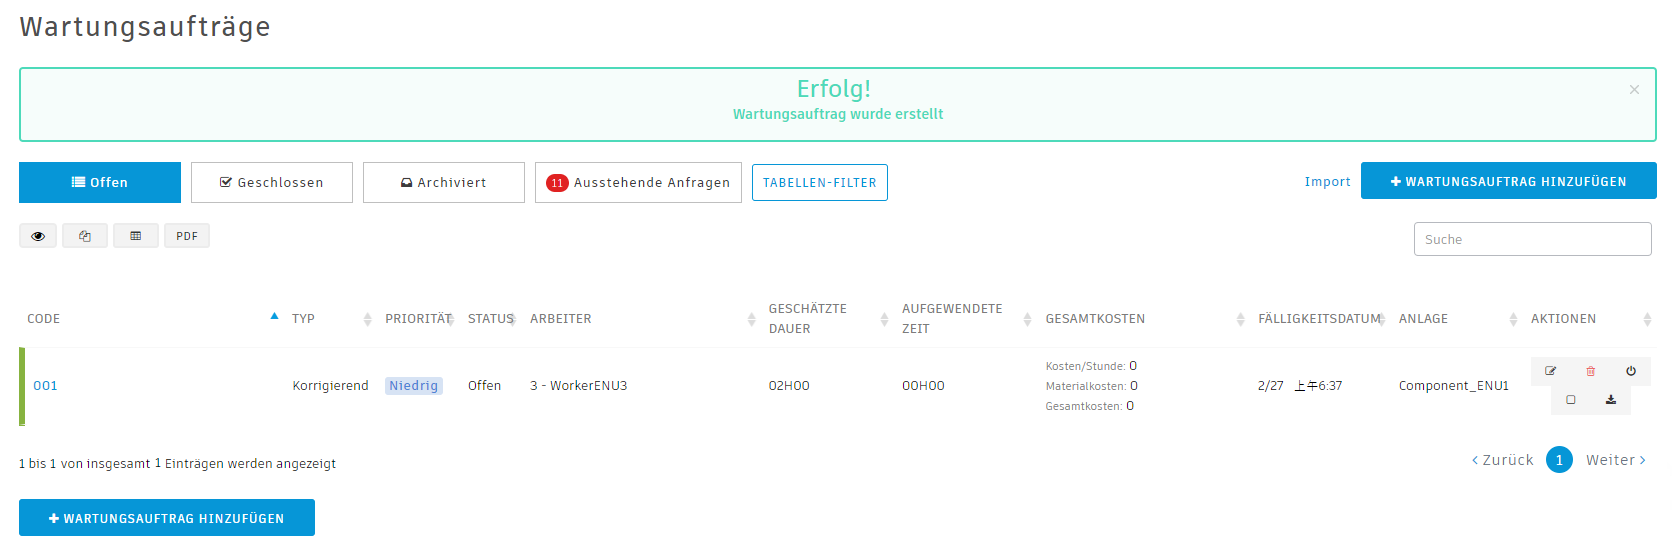 Wartungsaufträge
Erfolg!
×
Wartungsauftrag wurde erstellt
Offen
Geschlossen
Archiviert
11 Ausstehende Anfragen
TABELLEN-FILTER
Import
WARTUNGSAUFTRAG HINZUFÜGEN
PDF
Suche
CODE TYP PRIORITÄT STATUS ARBEITER GESCHÄTZTE DAUER AUFGEWENDETE ZEIT GESAMTKOSTEN FÄLLIGKEITSDATUM ANLAGE AKTIONEN
001 Korrigierend Niedrig Offen 3 - WorkerENU3 02H00 00H00
Kosten/Stunde: 0
Materialkosten: 0
Gesamtkosten: 0
2/27 上午6:37 Component_ENU1
1 bis 1 von insgesamt 1 Einträgen werden angezeigt
Zurück 1 Weiter
WARTUNGSAUFTRAG HINZUFÜGEN